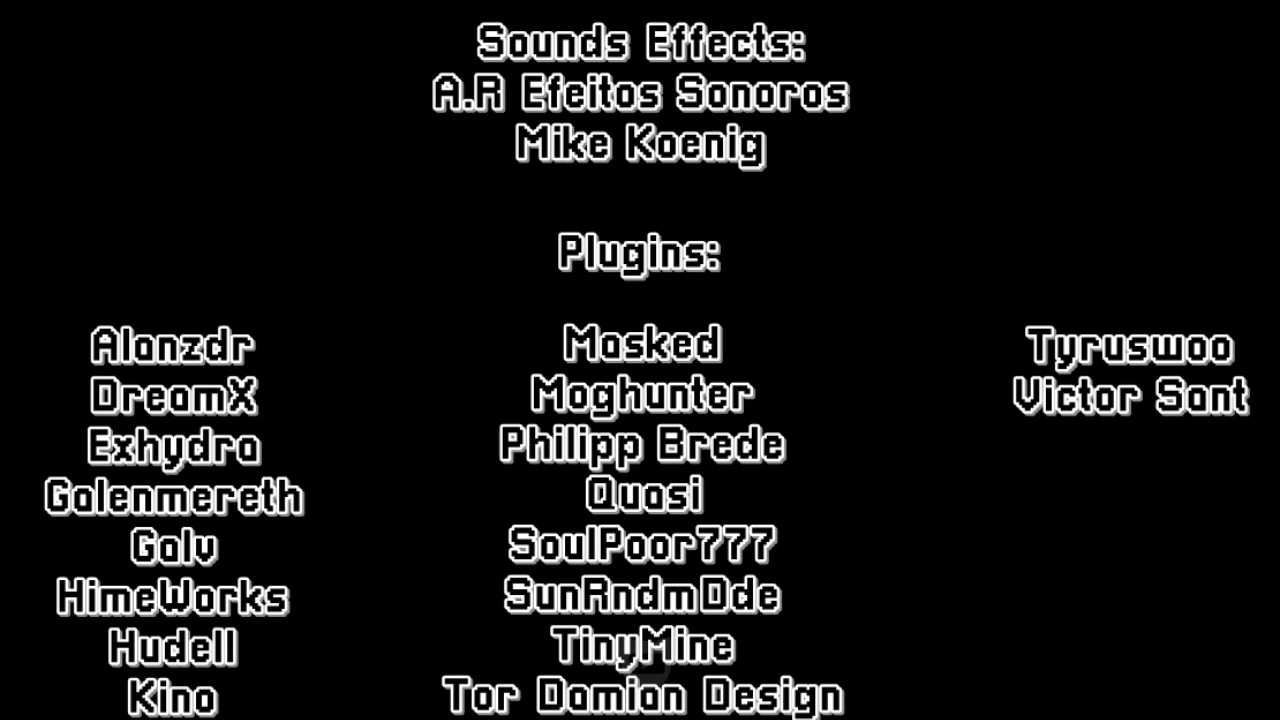 Sounds Effects:
A.R Efeitos Sonoros
Mike Koenig
Plugins:
Alanzdr
DreamX
Exhydra
Galenmereth
Galv
HimeWorks
Hudell
Kino
Masked
Moghunter
Philipp Brede
Quasi
SoulPoor777
SunRndmDde
TinyMine
Tor Damian Design
Tyruswoo
Victor Sant